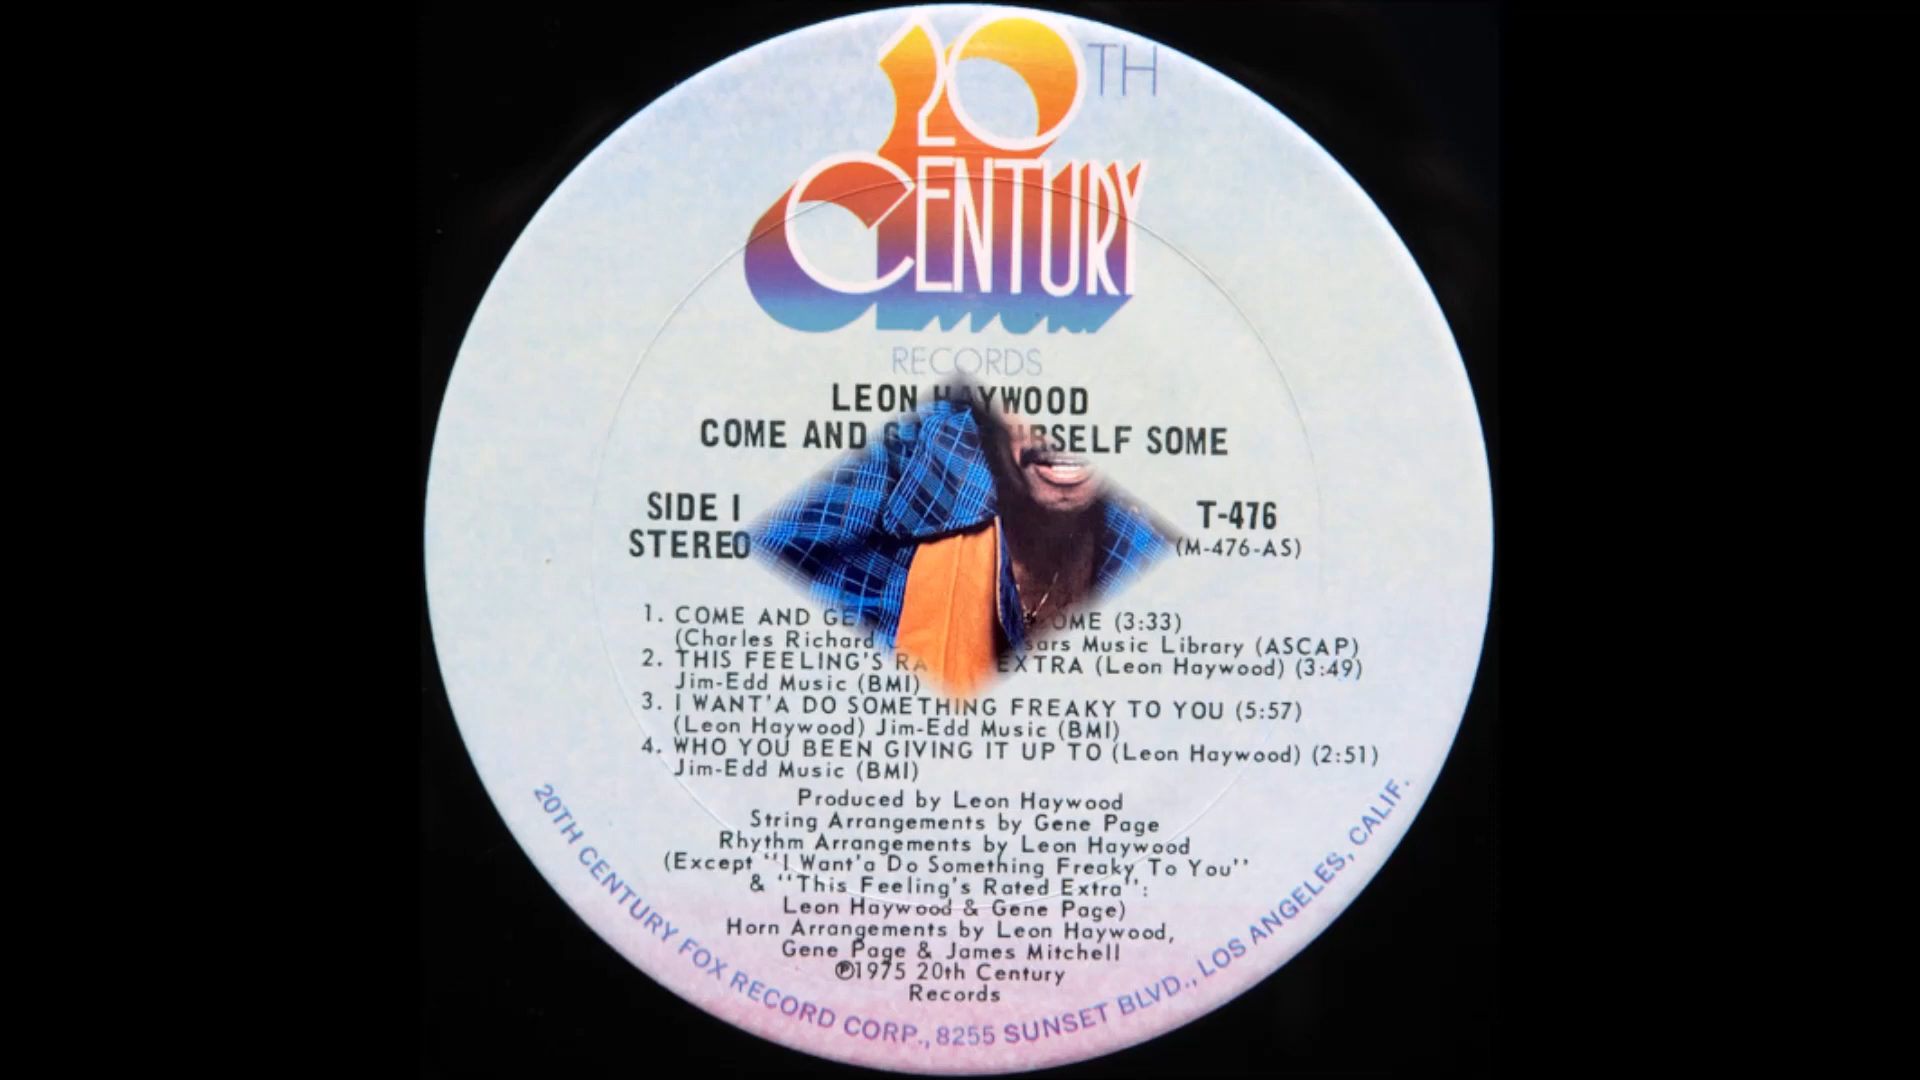 20TH
CENTURY
RECORDS
LEON HAYWOOD
COME AND RSELF SOME
SIDE I
STEREO
T-476
(M-476-AS)
1. COME AND GE OME (3:33)
(Charles Richard sars Music Library (ASCAP)
2. THIS FEELING'S RA EXTRA (Leon Haywood) (3:49)
Jim-Edd Music (BMI)
3. I WANT'A DO SOMETHING FREAKY TO YOU (5:57)
(Leon Haywood) Jim-Edd Music (BMI)
4. WHO YOU BEEN GIVING IT UP TO (Leon Haywood) (2:51)
Jim-Edd Music (BMI)
Produced by Leon Haywood
String Arrangements by Gene Page
Rhythm Arrangements by Leon Haywood
(Except "I Want'a Do Something Freaky To You"
& "This Feeling's Rated Extra":
Leon Haywood & Gene Page)
Horn Arrangements by Leon Haywood,
Gene Page & James Mitchell
℗1975 20th Century
Records
20TH CENTURY FOX RECORD CORP., 8255 SUNSET BLVD., LOS ANGELES, CALIF.